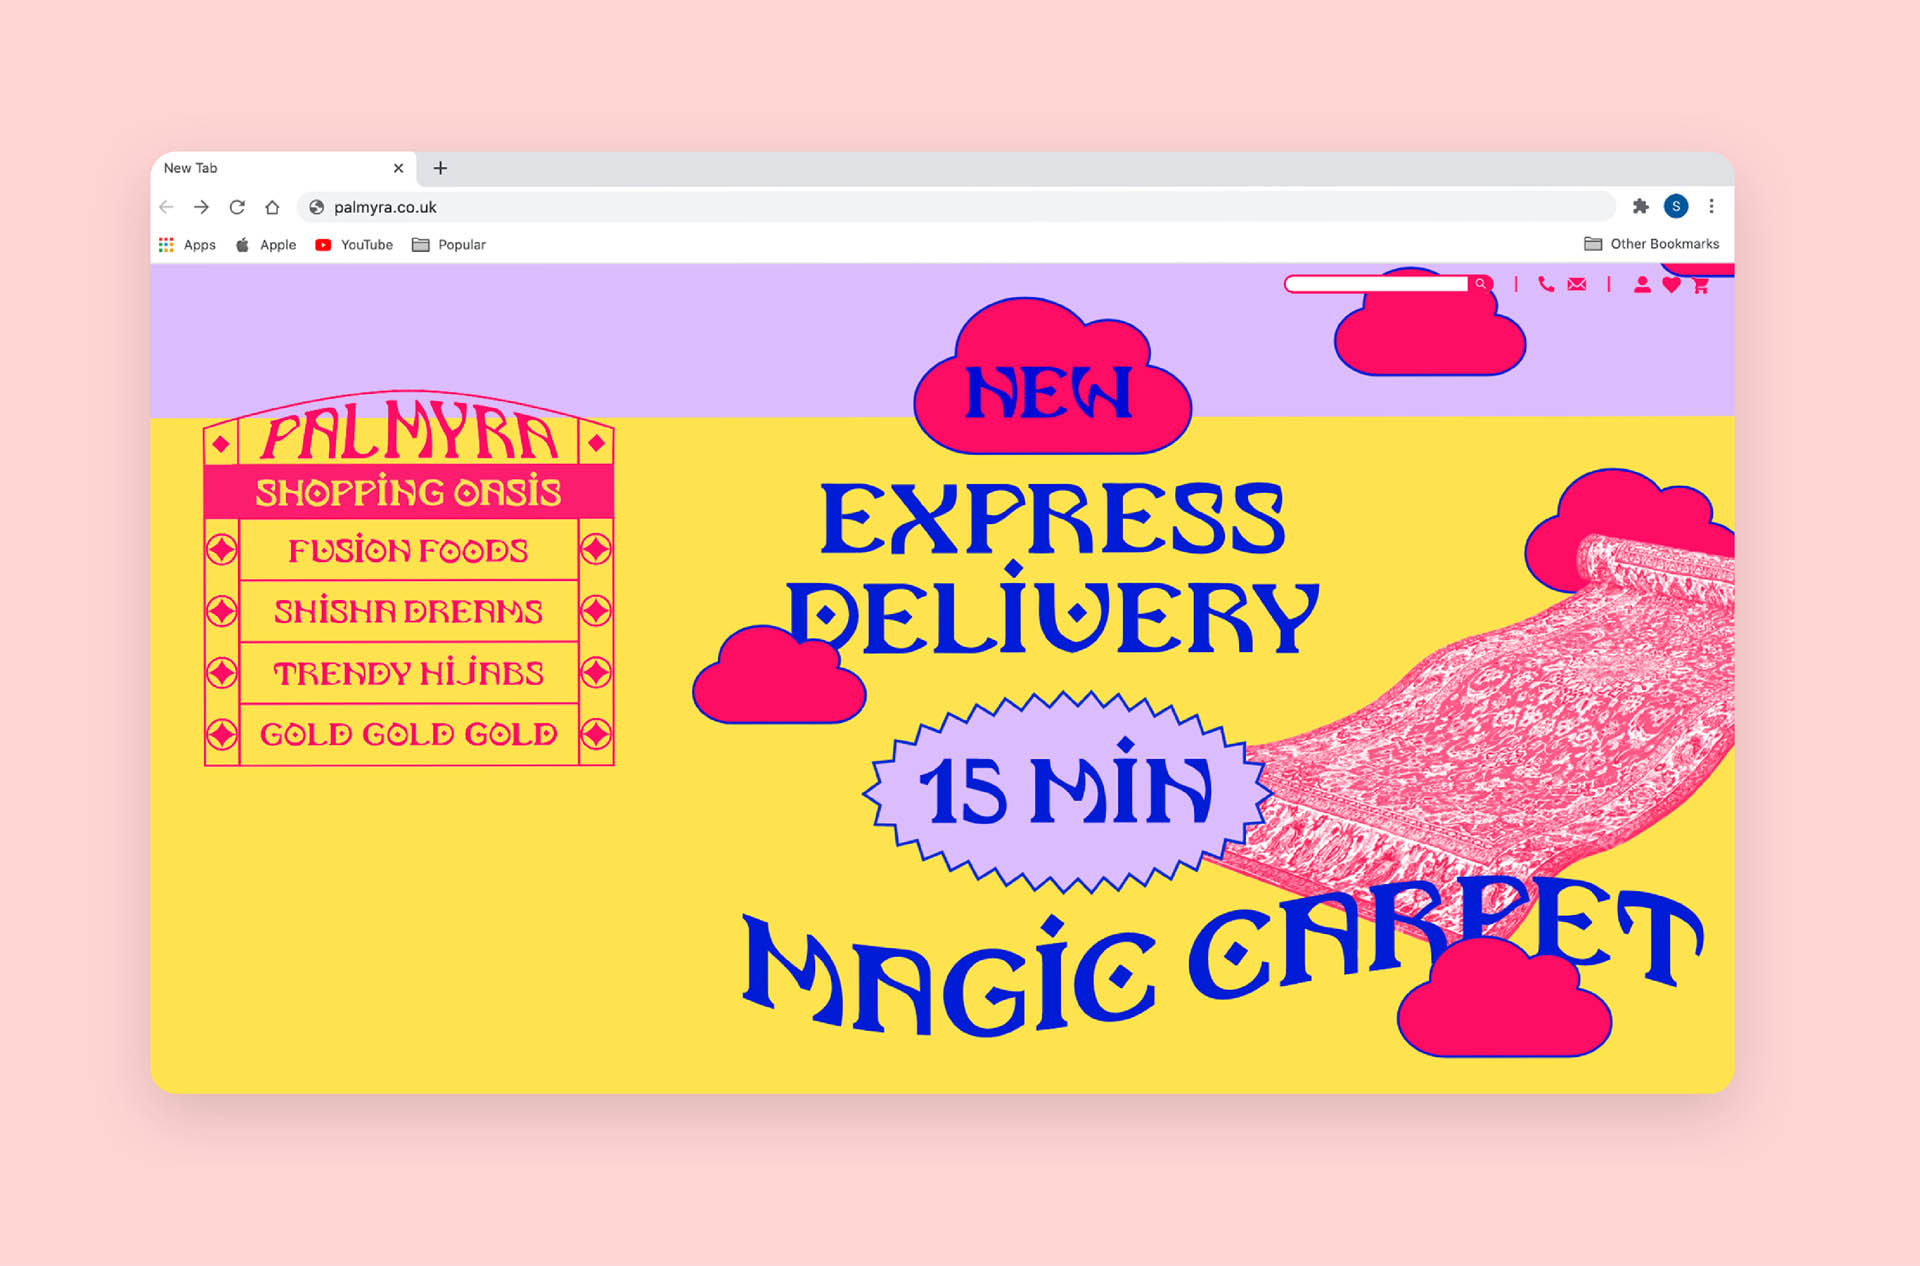 New Tab
palmyra.co.uk
S
Apps
Apple
YouTube
Popular
Other Bookmarks
PALMYRA
SHOPPING OASIS
FUSION FOODS
SHISHA DREAMS
TRENDY HIJABS
GOLD GOLD GOLD
NEW
EXPRESS
DELIVERY
15 MIN
MAGIC CARPET